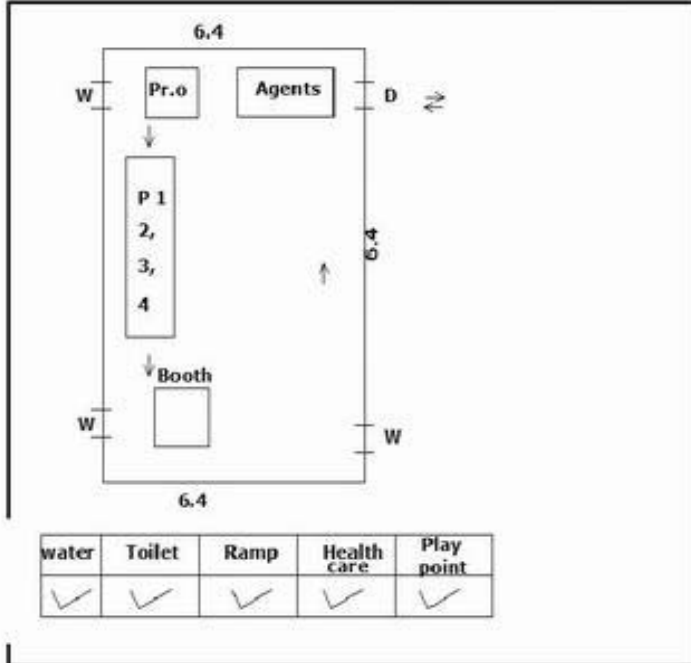 6.4
W
Pr.o
Agents
D
P 1
2,
3,
4
6.4
Booth
W
W
6.4
water
Toilet
Ramp
Health care
Play point